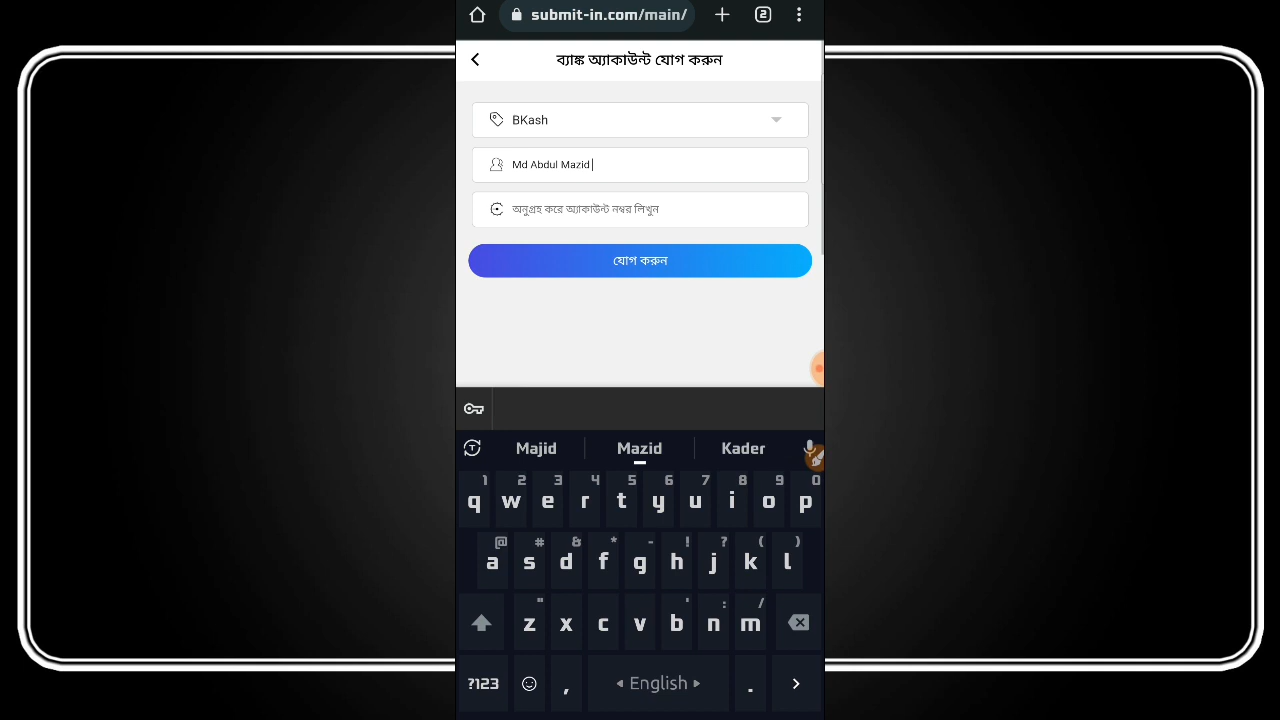 submit-in.com/main/
2
ব্যাঙ্ক অ্যাকাউন্ট যোগ করুন
BKash
Md Abdul Mazid
অনুগ্রহ করে অ্যাকাউন্ট নম্বর লিখুন
যোগ করুন
T Majid Mazid Kader
1 2 3 4 5 6 7 8 9 0
q w e r t y u i o p
@ # & * - ! ? ( )
a s d f g h j k l
" ' : /
z x c v b n m
?123 , English .